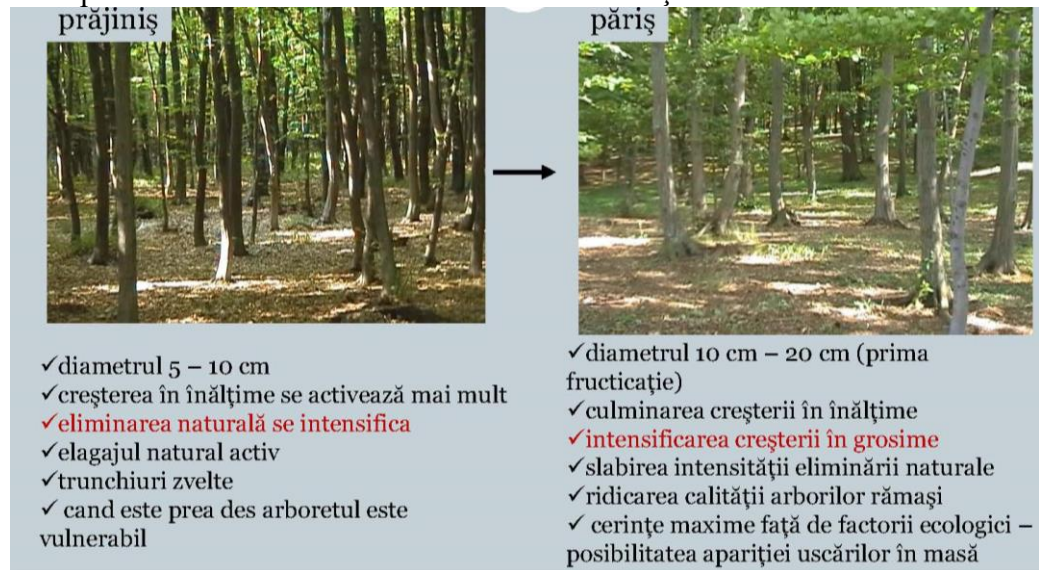 prăjiniş
păriş
✓diametrul 5 – 10 cm
✓creşterea în înălţime se activează mai mult
✓eliminarea naturală se intensifica
✓elagajul natural activ
✓trunchiuri zvelte
✓ cand este prea des arboretul este
vulnerabil
✓diametrul 10 cm – 20 cm (prima
fructicaţie)
✓culminarea creşterii în înălţime
✓intensificarea creşterii în grosime
✓slabirea intensităţii eliminării naturale
✓ridicarea calităţii arborilor rămaşi
✓ cerinţe maxime faţă de factorii ecologici –
posibilitatea apariţiei uscărilor în masă